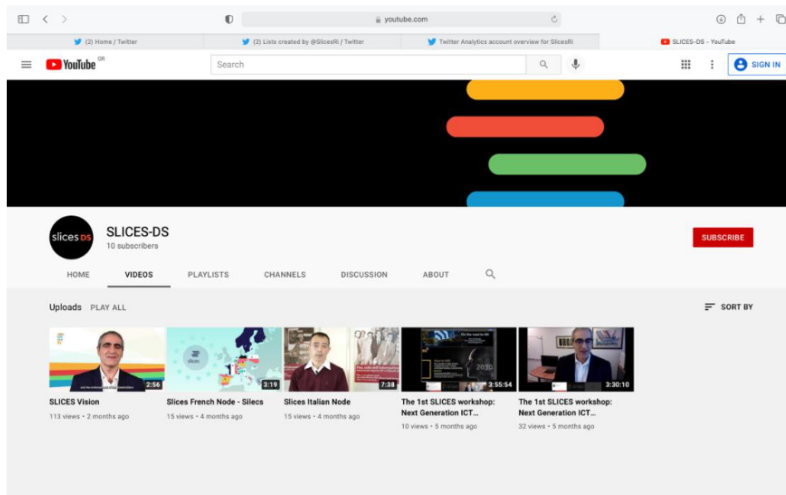 youtube.com
(2) Home / Twitter
(2) Lists created by @SlicesRi / Twitter
Twitter Analytics account overview for SlicesRi
SLICES-DS - YouTube
YouTube GR
Search
SIGN IN
slices DS
SLICES-DS
10 subscribers
SUBSCRIBE
HOME VIDEOS PLAYLISTS CHANNELS DISCUSSION ABOUT
Uploads PLAY ALL
SORT BY
2:56
3:19
7:38
3:55:54
3:30:10
slices
2030
SLICES Vision
113 views • 2 months ago
Slices French Node - Silecs
15 views • 4 months ago
Slices Italian Node
15 views • 4 months ago
The 1st SLICES workshop:
Next Generation ICT...
10 views • 5 months ago
The 1st SLICES workshop:
Next Generation ICT...
32 views • 5 months ago